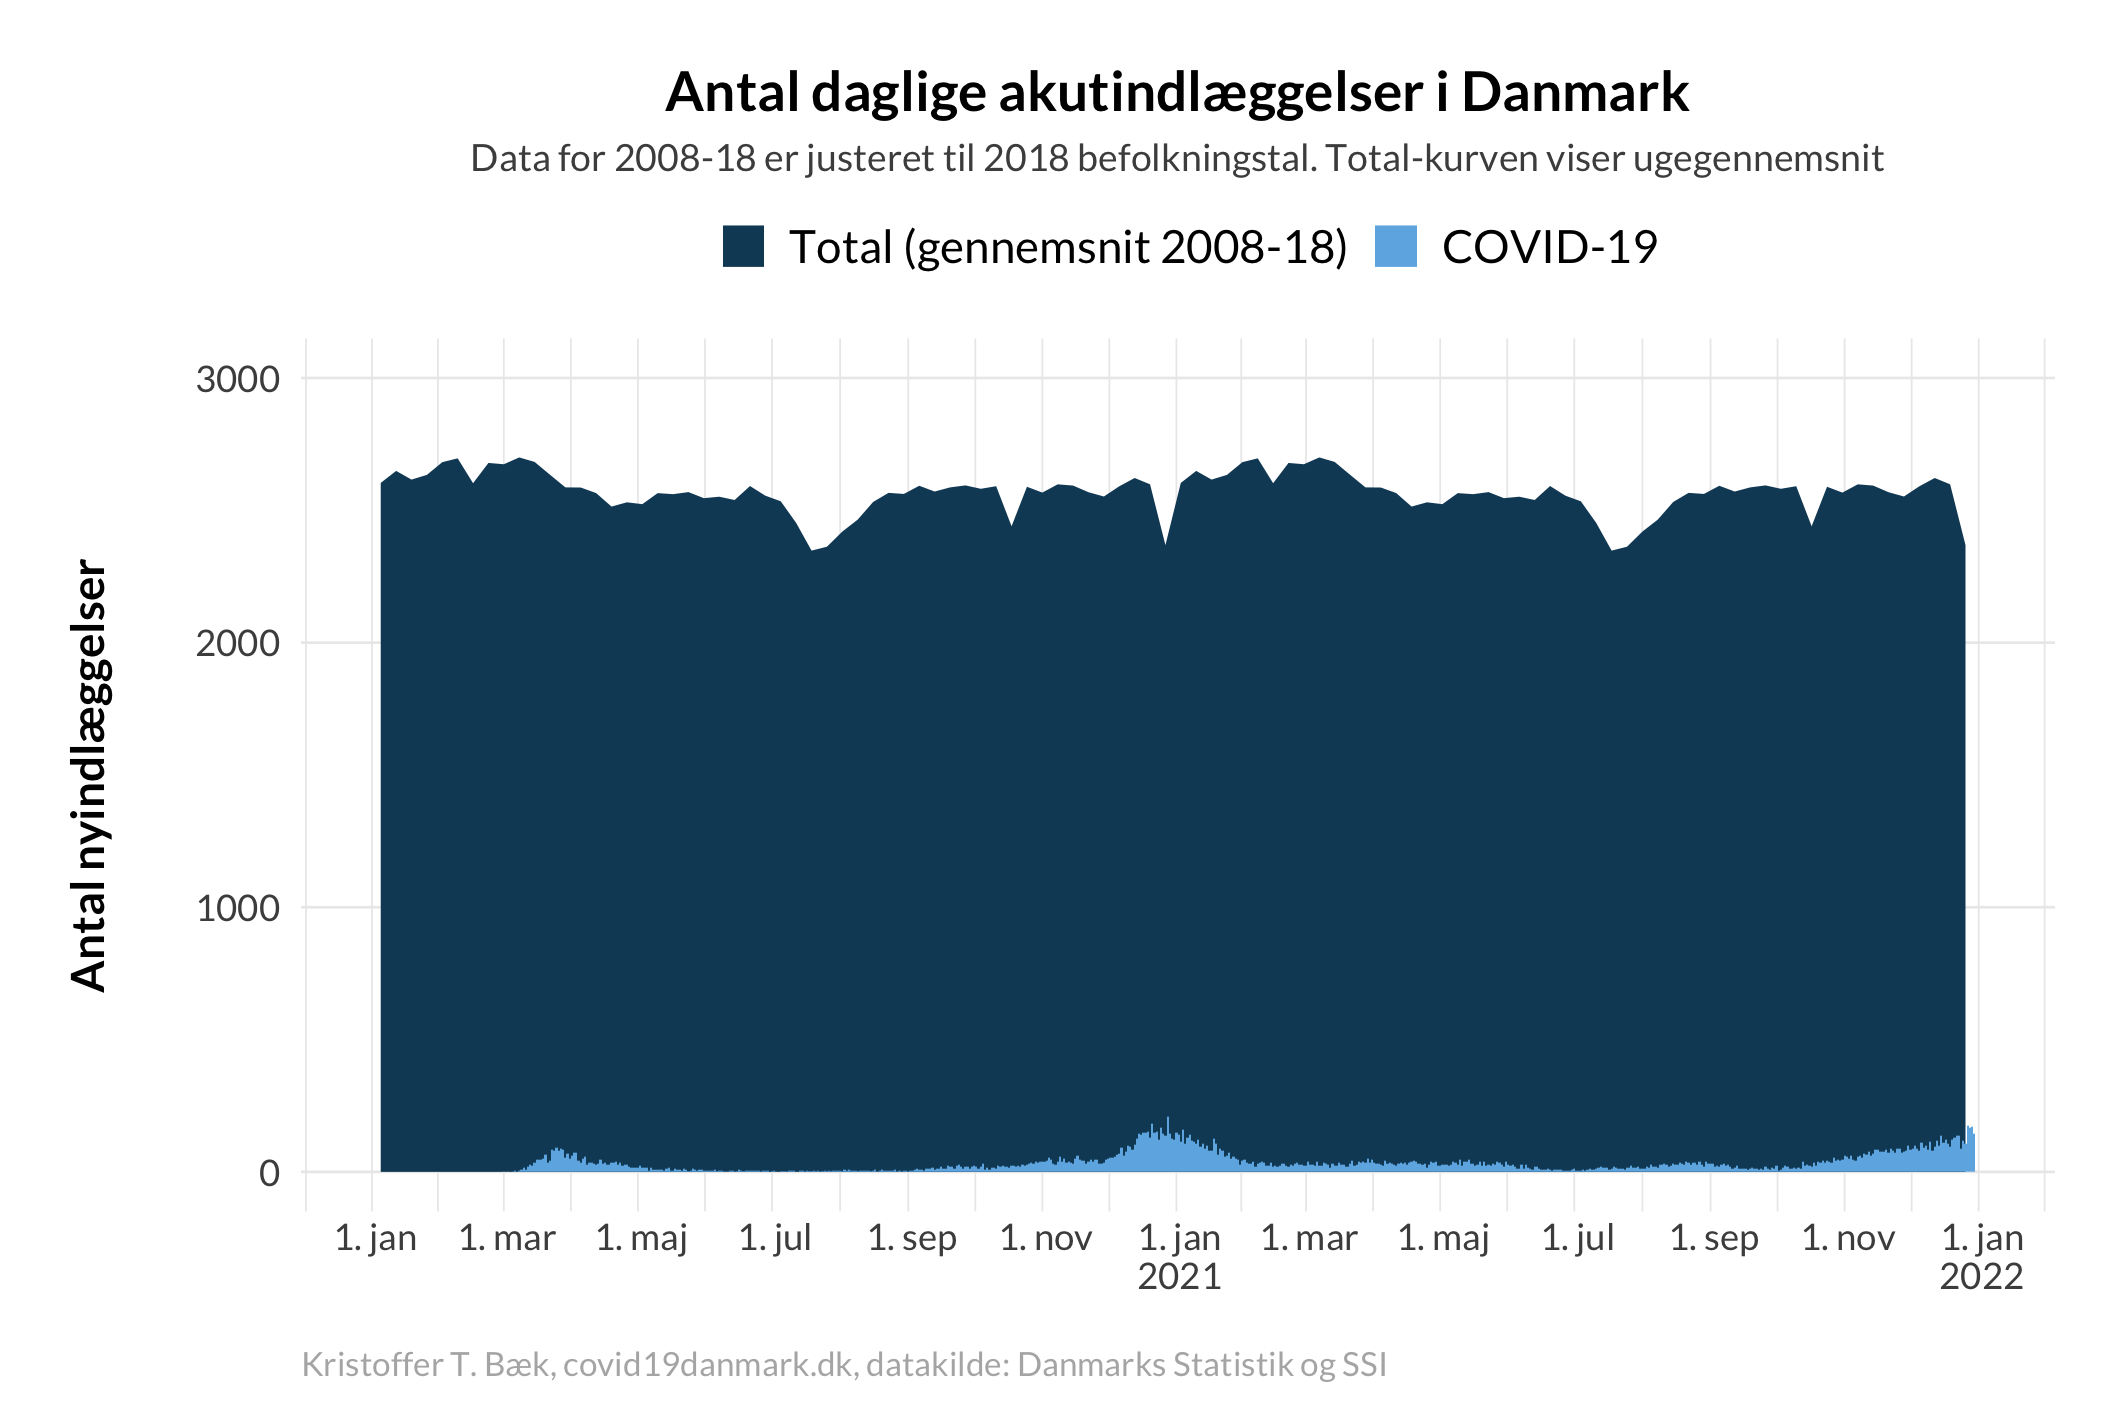 Antal daglige akutindlæggelser i Danmark
Data for 2008-18 er justeret til 2018 befolkningstal. Total-kurven viser ugegennemsnit
Total (gennemsnit 2008-18) COVID-19
Antal nyindlæggelser
3000
2000
1000
0
1. jan 1. mar 1. maj 1. jul 1. sep 1. nov 1. jan 1. mar 1. maj 1. jul 1. sep 1. nov 1. jan
2021 2022
Kristoffer T. Bæk, covid19danmark.dk, datakilde: Danmarks Statistik og SSI